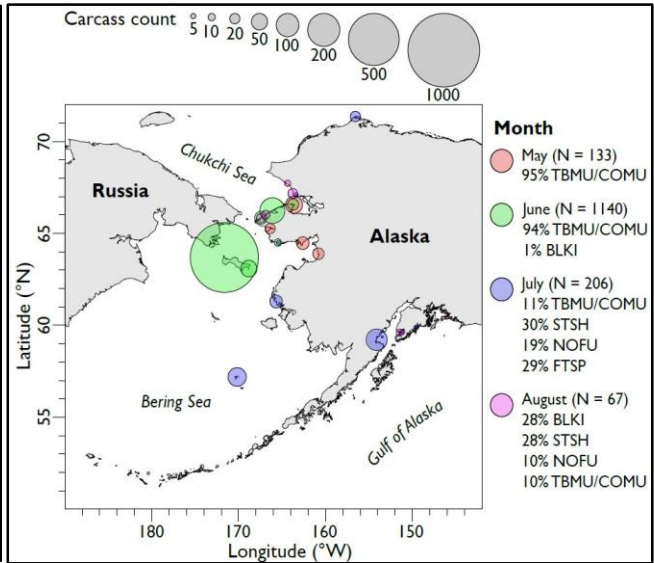 Carcass count
5 10 20 50 100 200 500 1000
Month
May (N = 133)
95% TBMU/COMU
June (N = 1140)
94% TBMU/COMU
1% BLKI
July (N = 206)
11% TBMU/COMU
30% STSH
19% NOFU
29% FTSP
August (N = 67)
28% BLKI
28% STSH
10% NOFU
10% TBMU/COMU
Chukchi Sea
Russia
Alaska
Bering Sea
Gulf of Alaska
Latitude (°N)
70
65
60
55
180 170 160 150
Longitude (°W)